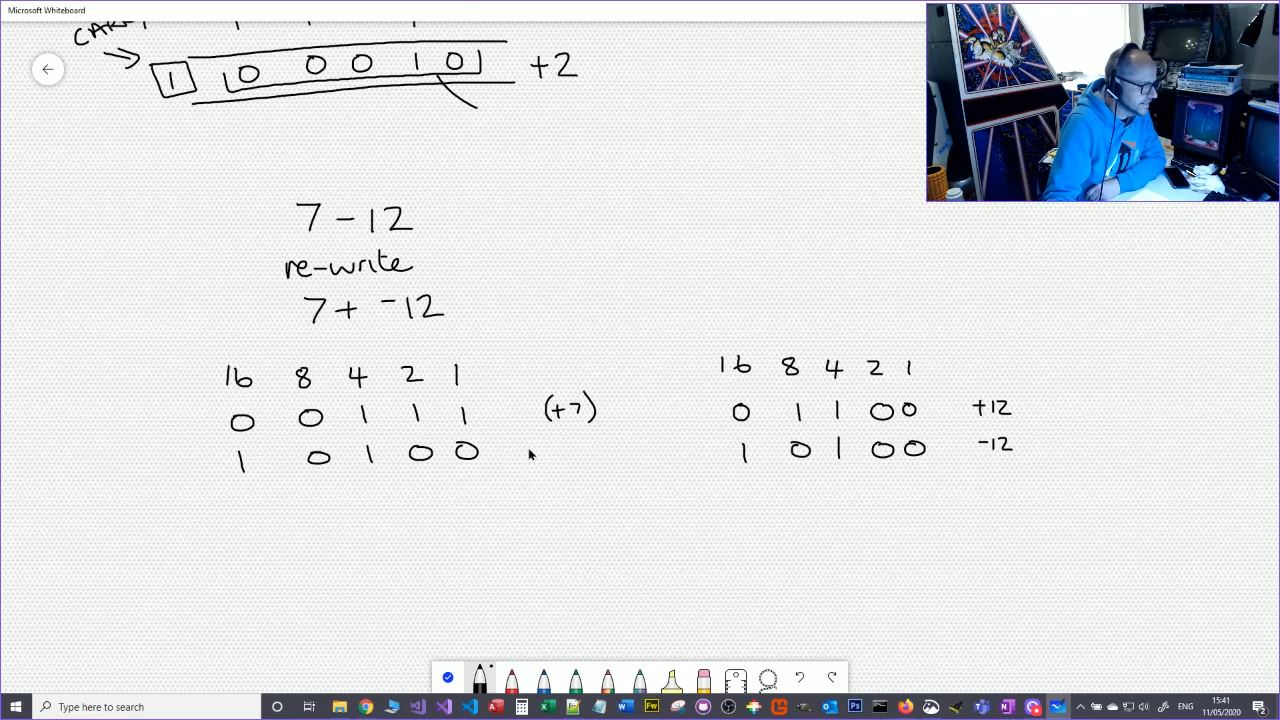 Microsoft Whiteboard
CARRY
1 0 0 0 1 0 +2
7 - 12
re-write
7 + -12
16 8 4 2 1
0 0 1 1 1 (+7)
1 0 1 0 0
16 8 4 2 1
0 1 1 0 0 +12
1 0 1 0 0 -12
Type here to search
ENG
15:41
11/05/2020
2